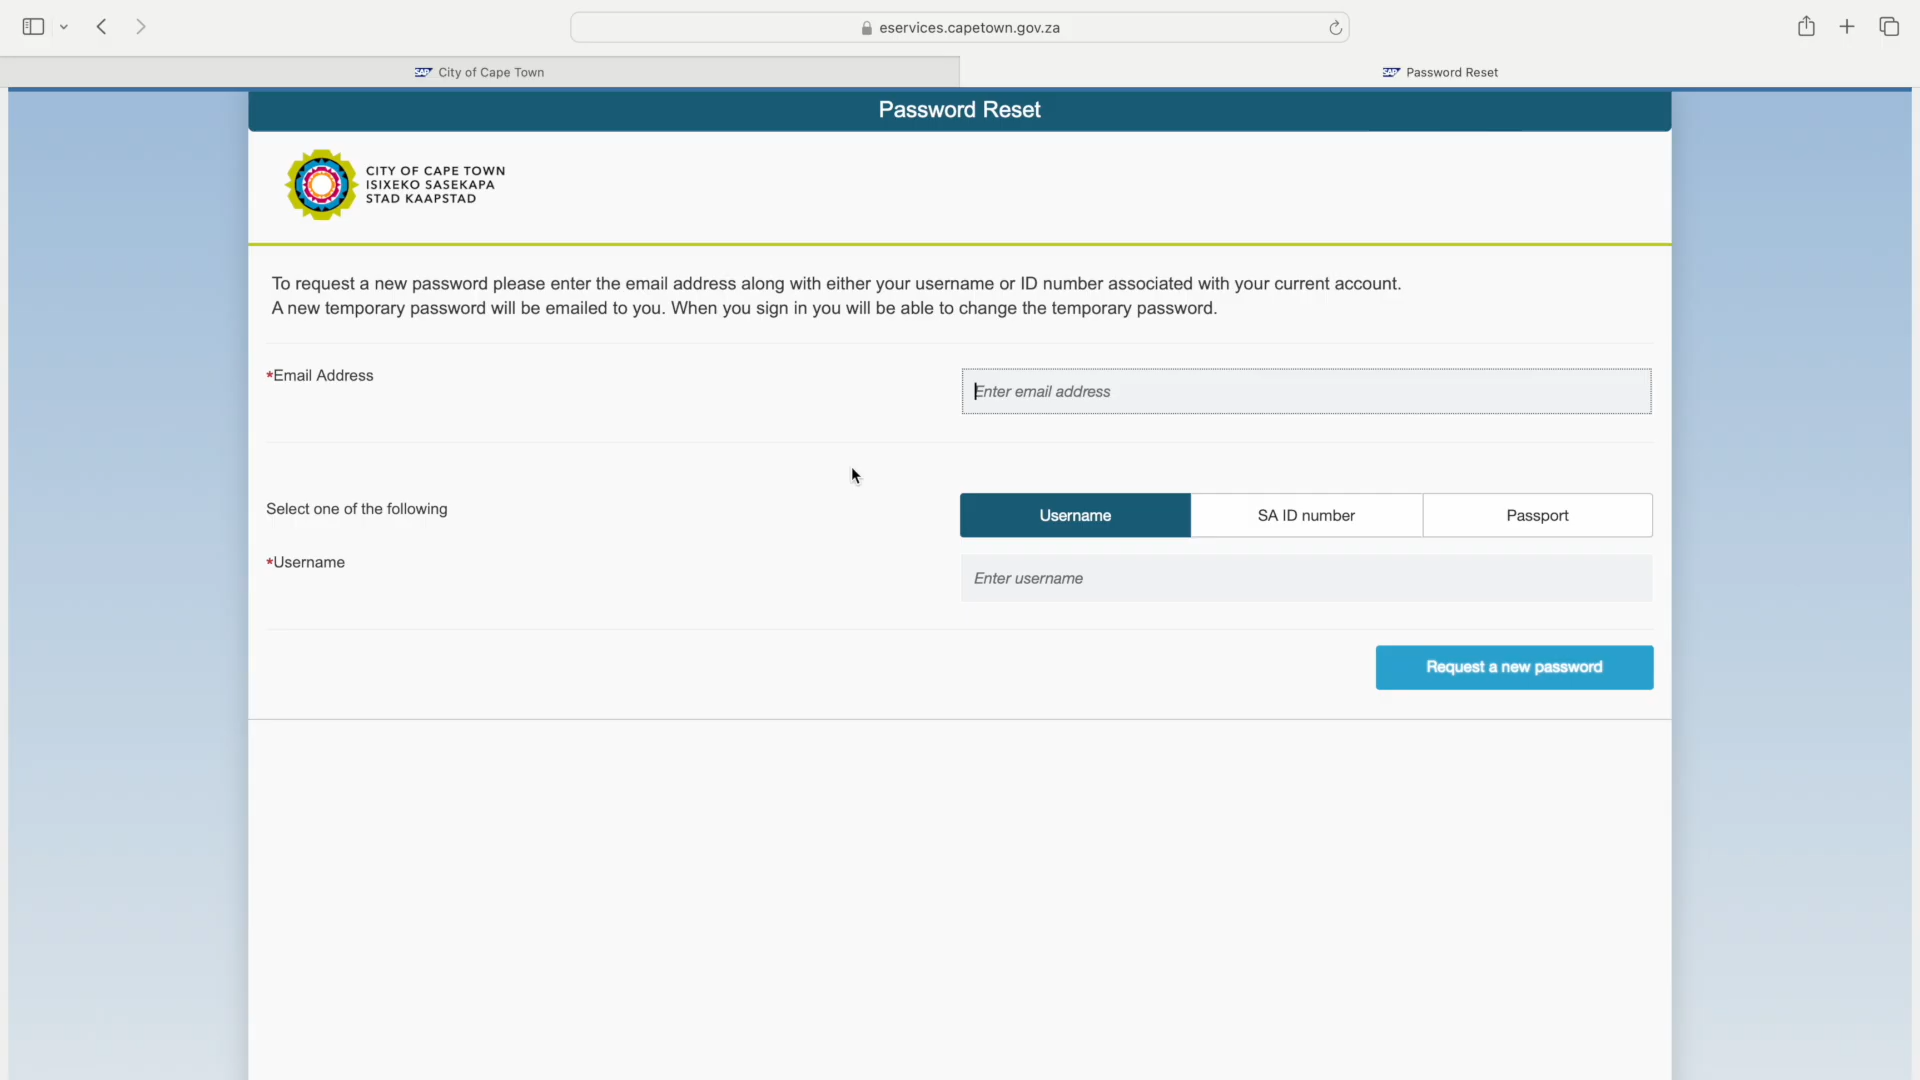 eservices.capetown.gov.za
SAP City of Cape Town
SAP Password Reset
Password Reset
CITY OF CAPE TOWN
ISIXEKO SASEKAPA
STAD KAAPSTAD
To request a new password please enter the email address along with either your username or ID number associated with your current account.
A new temporary password will be emailed to you. When you sign in you will be able to change the temporary password.
*Email Address
Enter email address
Select one of the following
Username SA ID number Passport
*Username
Enter username
Request a new password